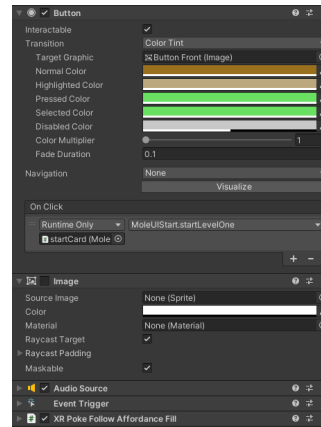 Button
Interactable
Transition Color Tint
Target Graphic Button Front (Image)
Normal Color
Highlighted Color
Pressed Color
Selected Color
Disabled Color
Color Multiplier 1
Fade Duration 0.1
Navigation None
Visualize
On Click
Runtime Only MoleUIStart.startLevelOne
startCard (Mole
Image
Source Image None (Sprite)
Color
Material None (Material)
Raycast Target
Raycast Padding
Maskable
Audio Source
Event Trigger
XR Poke Follow Affordance Fill